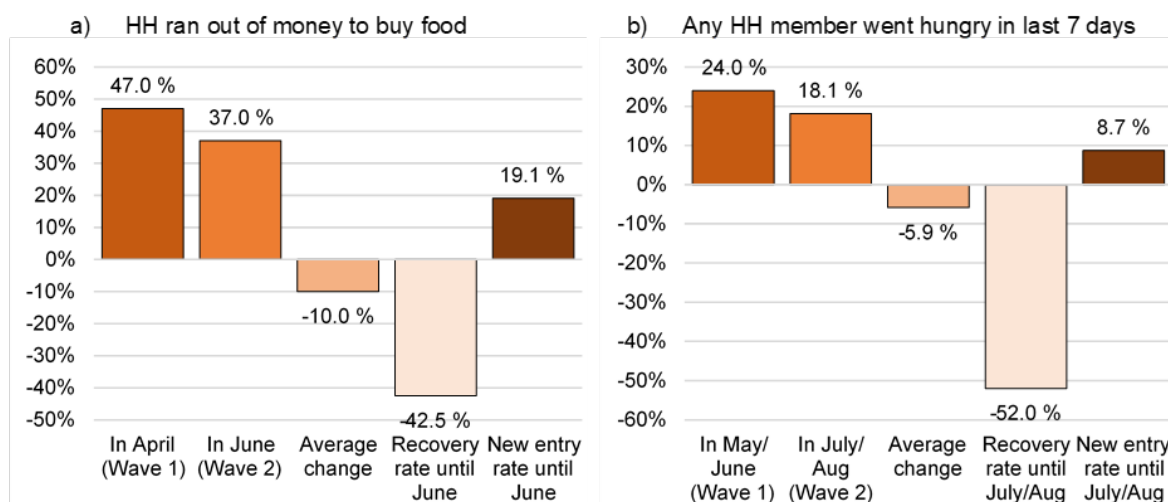 a) HH ran out of money to buy food
60%
50%
40%
30%
20%
10%
0%
-10%
-20%
-30%
-40%
-50%
47.0 %
37.0 %
-10.0 %
-42.5 %
19.1 %
In April
(Wave 1)
In June
(Wave 2)
Average
change
Recovery
rate until
June
New entry
rate until
June
b) Any HH member went hungry in last 7 days
30%
20%
10%
0%
-10%
-20%
-30%
-40%
-50%
-60%
24.0 %
18.1 %
-5.9 %
-52.0 %
8.7 %
In May/
June
(Wave 1)
In July/
Aug
(Wave 2)
Average
change
Recovery
rate until
July/Aug
New entry
rate until
July/Aug